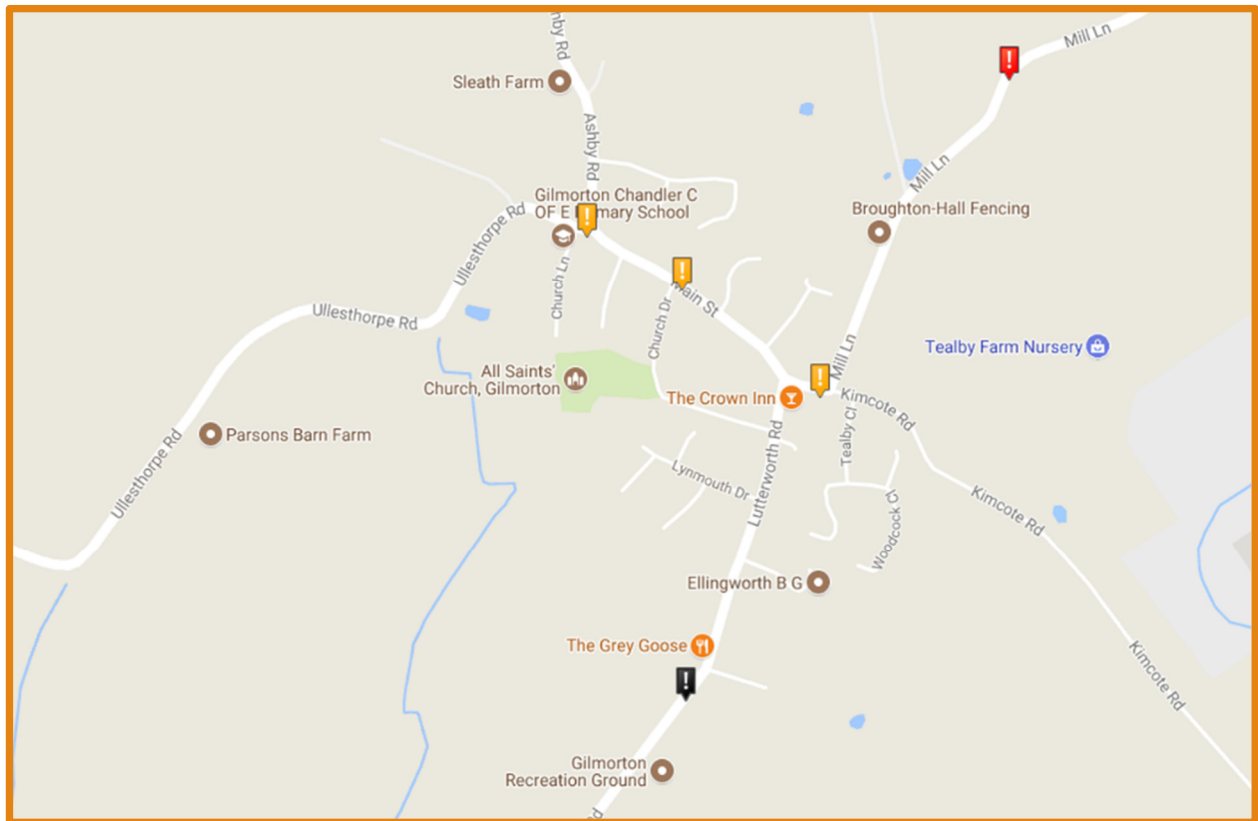 hby Rd
Mill Ln
Sleath Farm
Ashby Rd
Mill Ln
Gilmorton Chandler C
OF E Primary School
Ullesthorpe Rd
Broughton-Hall Fencing
Church Ln
Main St
Ullesthorpe Rd
Church Dr
Mill Ln
Tealby Farm Nursery
All Saints'
Church, Gilmorton
The Crown Inn
Kimcote Rd
Parsons Barn Farm
Ullesthorpe Rd
Tealby Cl
Lynmouth Dr
Lutterworth Rd
Kimcote Rd
Woodcock Cl
Ellingworth B G
The Grey Goose
Kimcote Rd
Gilmorton
Recreation Ground
Rd